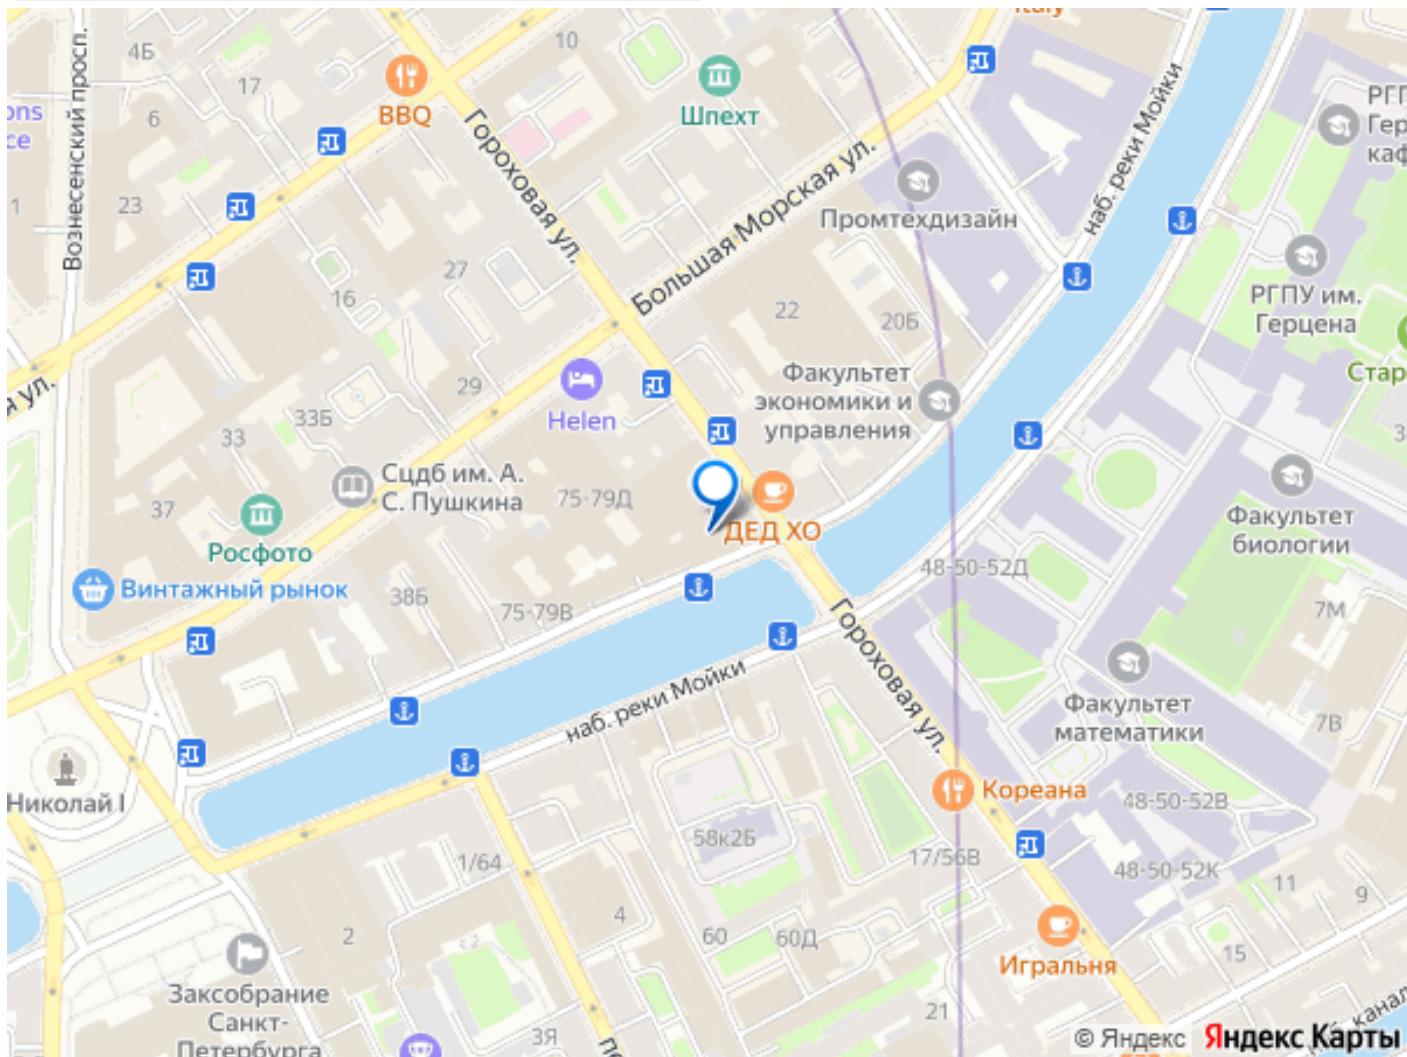 Italy
4Б
10
17
BBQ
Шпехт
ons
ce
6
Гороховая ул.
Вознесенский просп.
Большая Морская ул.
наб. реки Мойки
Промтехдизайн
1
23
27
16
22
20Б
РГПУ им.
Герцена
Факультет
экономики и
управления
29
Helen
33Б
33
Сцдб им. А.
С. Пушкина
75-79Д
37
Росфото
ДЕД ХО
Факультет
биологии
Винтажный рынок
38Б
75-79В
48-50-52Д
7М
Гороховая ул.
наб. реки Мойки
Факультет
математики
7В
Николай I
Кореана
48-50-52В
58к2Б
17/56В
1/64
48-50-52К
11
9
4
2
60
60Д
15
Игральня
Заксобрание
Санкт-
Петербурга
3Я
21
© Яндекс Яндекс Карты